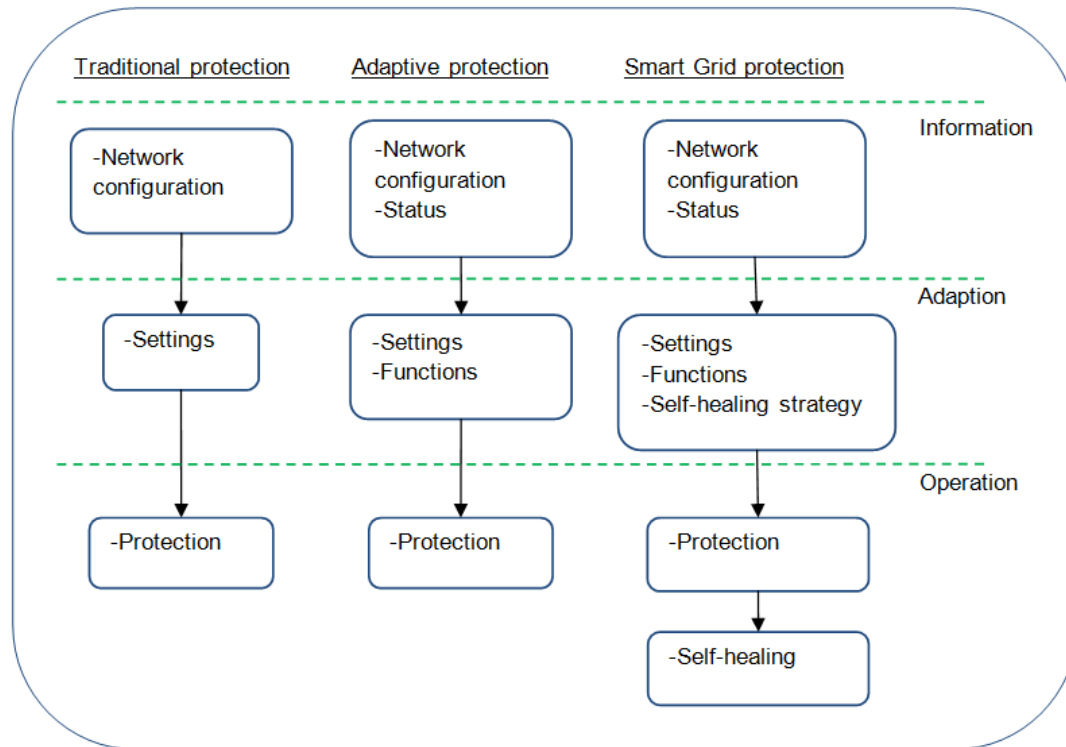 Traditional protection
Adaptive protection
Smart Grid protection
Information
-Network
configuration
-Network
configuration
-Status
-Network
configuration
-Status
Adaption
-Settings
-Settings
-Functions
-Settings
-Functions
-Self-healing strategy
Operation
-Protection
-Protection
-Protection
-Self-healing